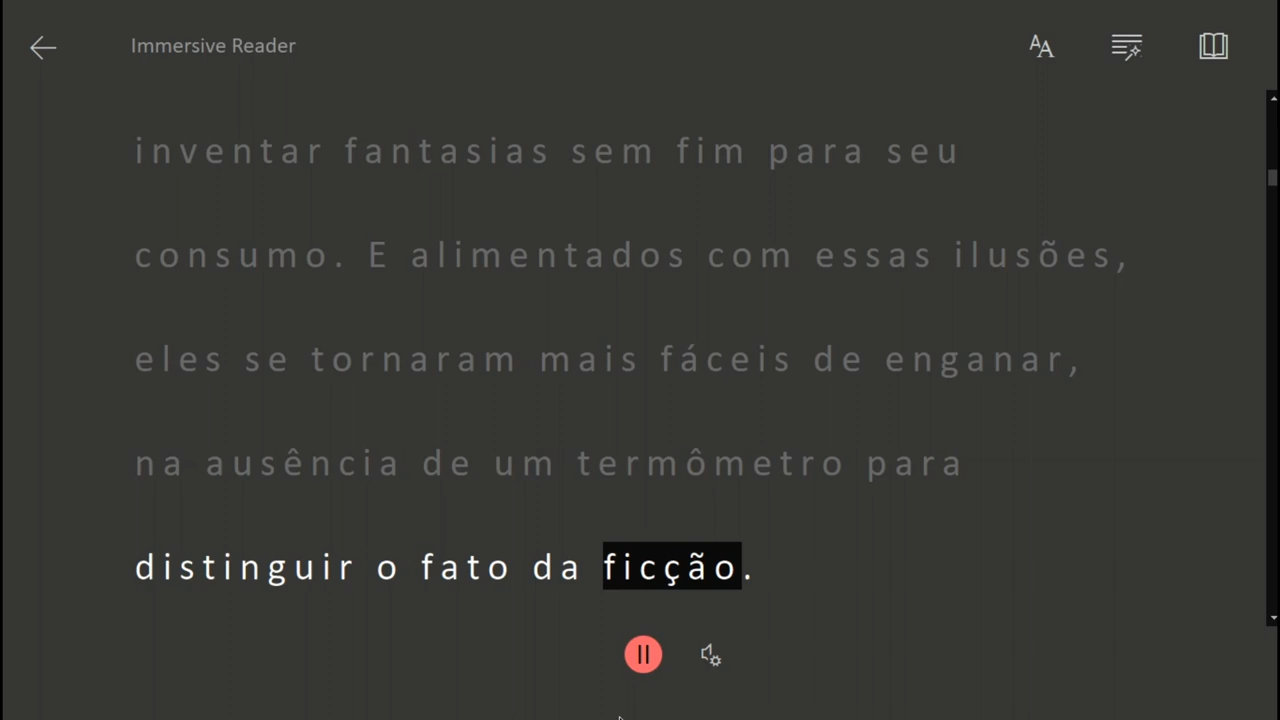 Immersive Reader
inventar fantasias sem fim para seu
consumo. E alimentados com essas ilusões,
eles se tornaram mais fáceis de enganar,
na ausência de um termômetro para
distinguir o fato da ficção.